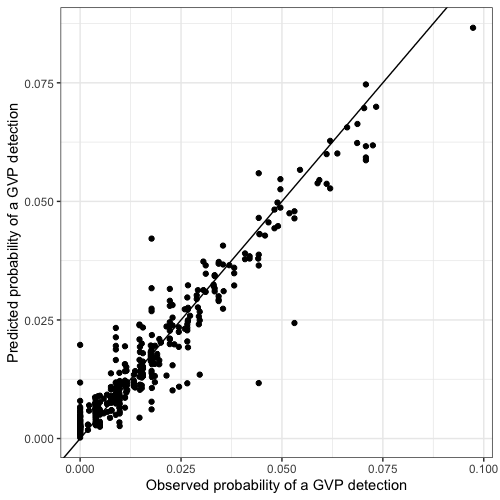 Predicted probability of a GVP detection
0.075
0.050
0.025
0.000
0.000 0.025 0.050 0.075 0.100
Observed probability of a GVP detection